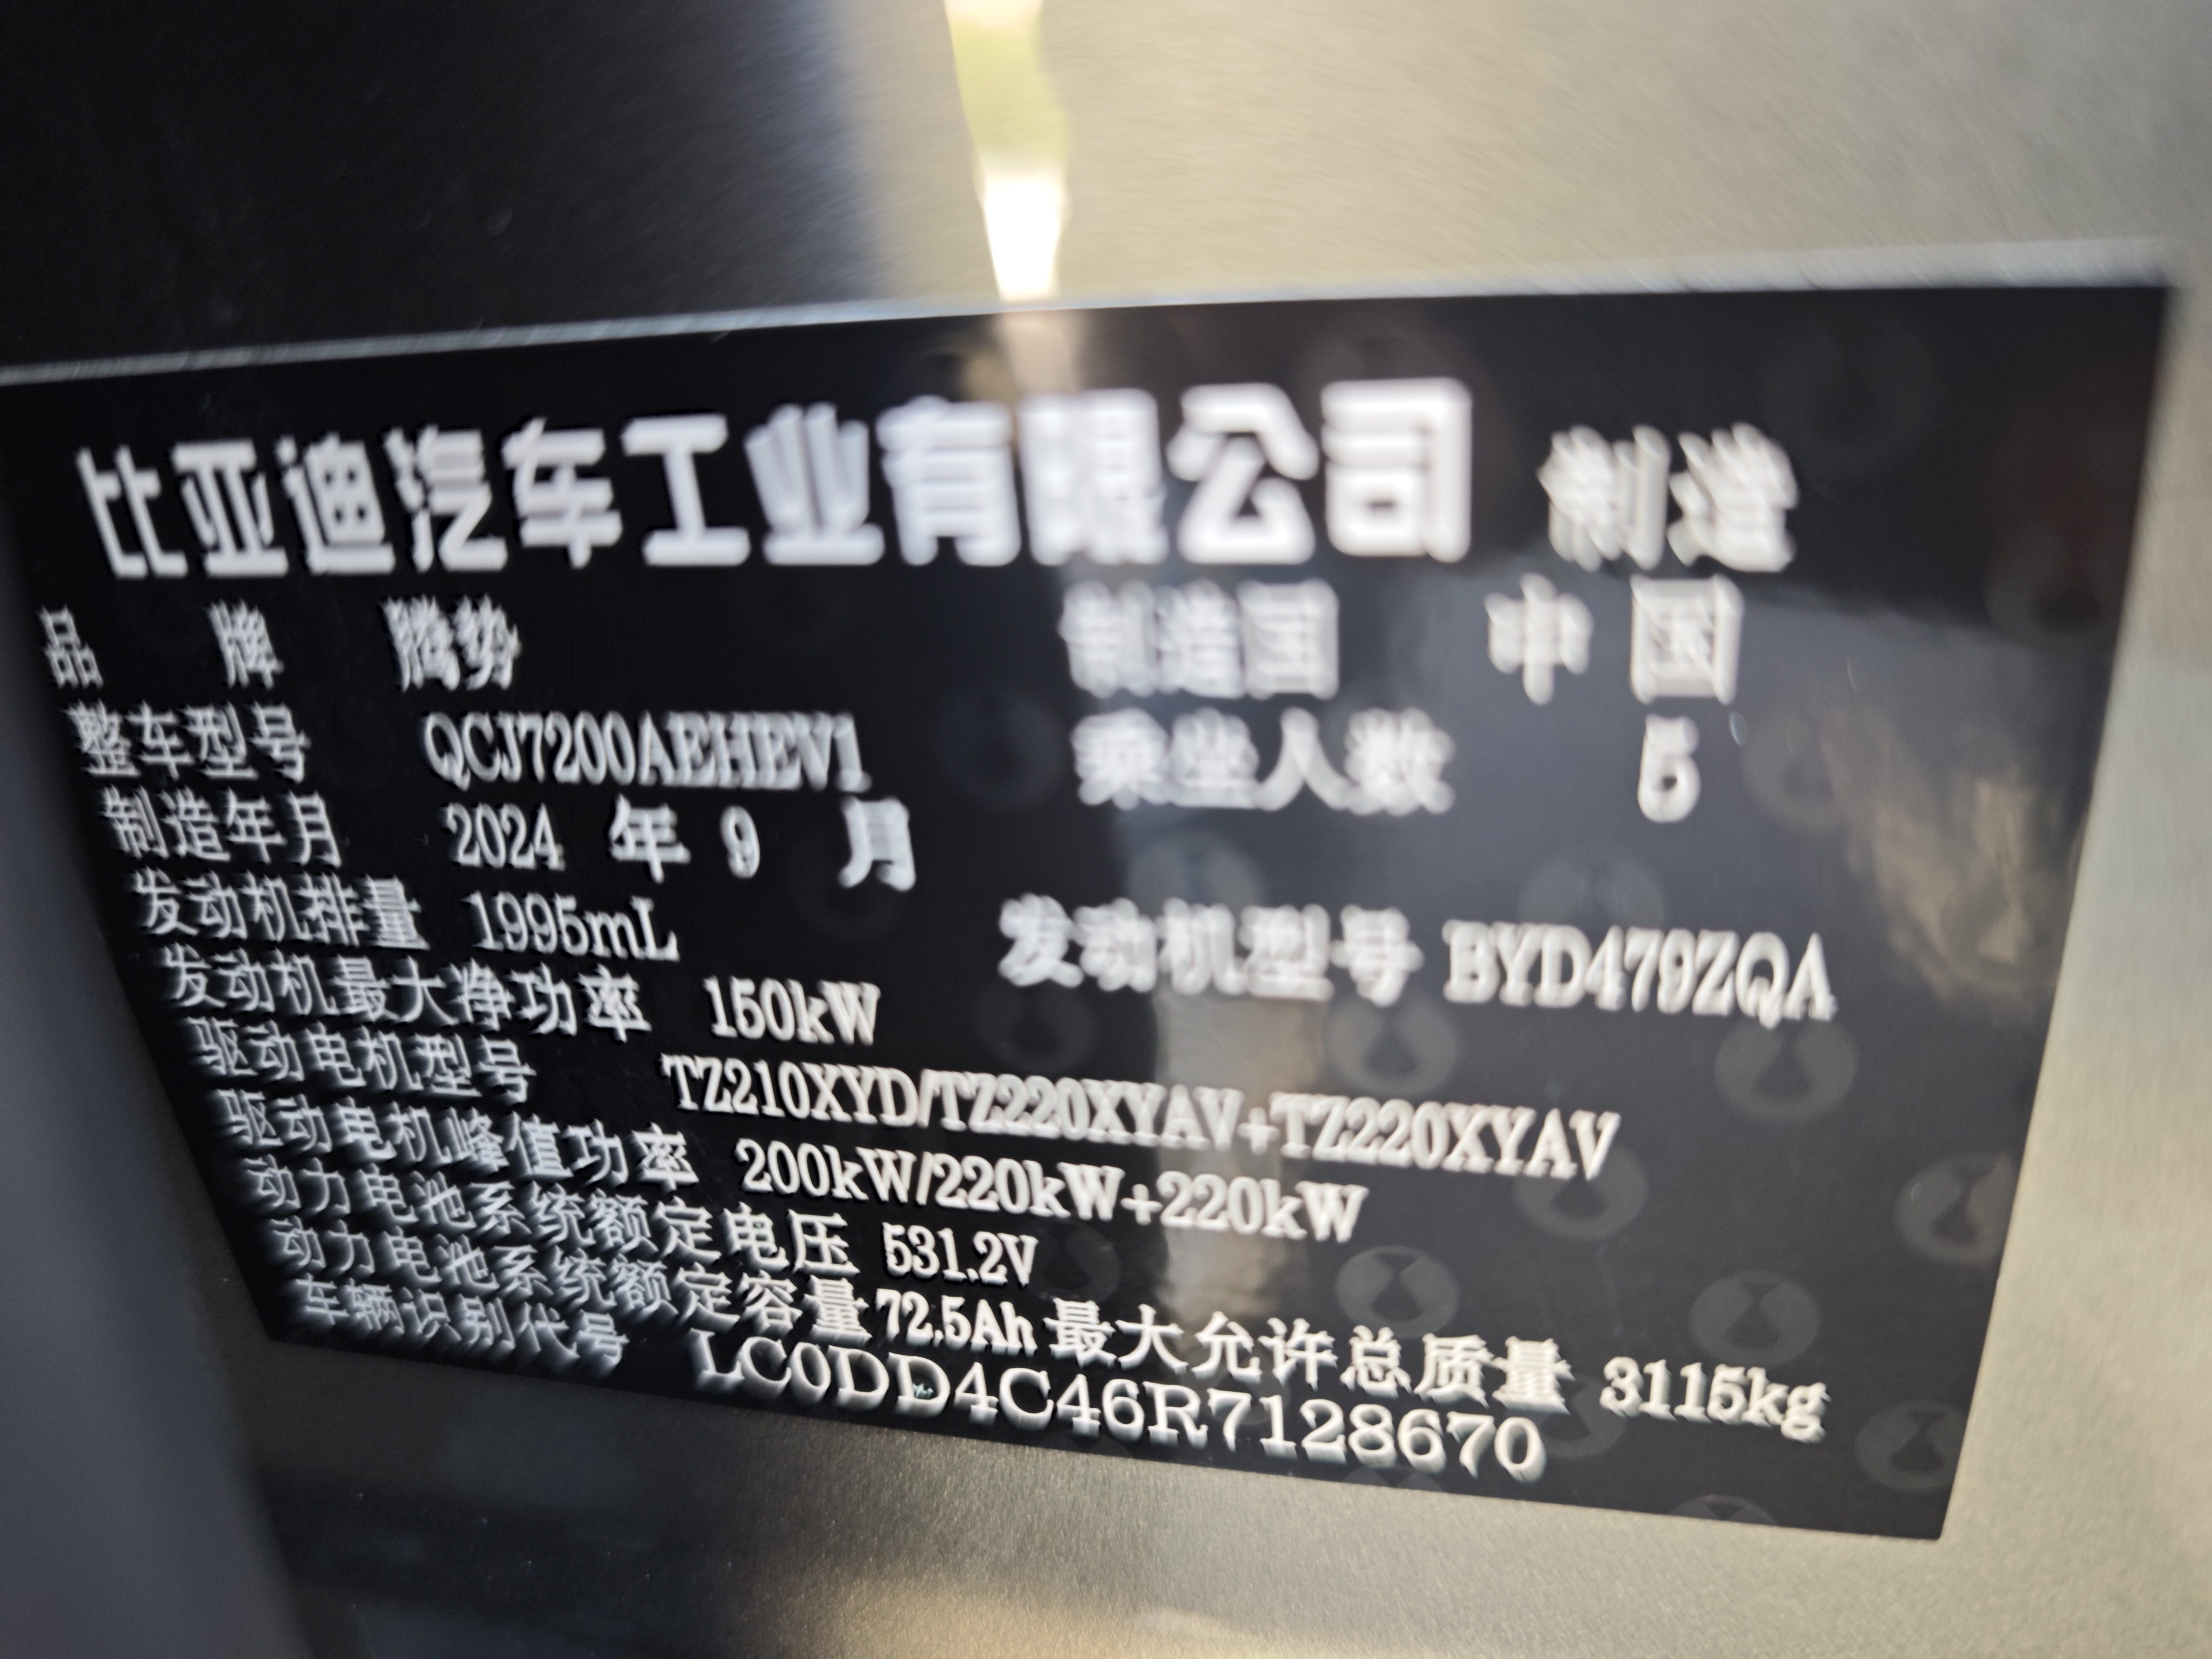 比亚迪汽车工业有限公司 制造
品 牌 腾势 制造国 中 国
整车型号 QCJ7200AEHEV1 乘坐人数 5
制造年月 2024 年 9 月
发动机排量 1995mL 发动机型号 BYD479ZQA
发动机最大净功率 150kW
驱动电机型号 TZ210XYD/TZ220XYAV+TZ220XYAV
驱动电机峰值功率 200kW/220kW+220kW
动力电池系统额定电压 531.2V
动力电池系统额定容量 72.5Ah 最大允许总质量 3115kg
车辆识别代号 LC0DD4C46R7128670